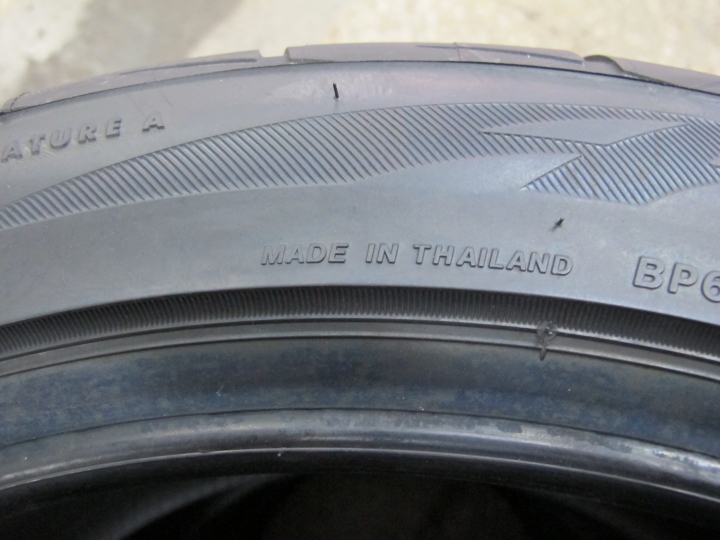 ATURE A
MADE IN THAILAND
BP6